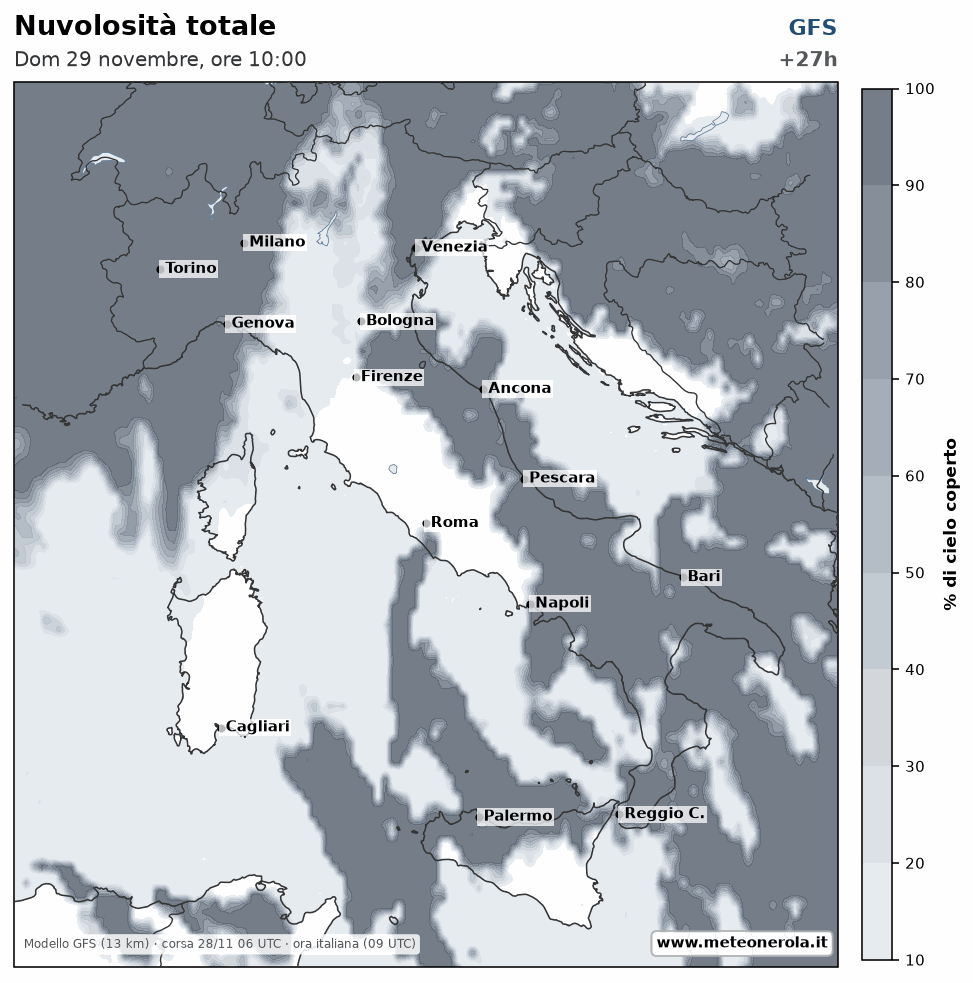 Nuvolosità totale
GFS
Dom 29 novembre, ore 10:00
+27h
100
90
80
70
60
50
40
30
20
10
% di cielo coperto
Milano
Venezia
Torino
Genova
Bologna
Firenze
Ancona
Pescara
Roma
Bari
Napoli
Cagliari
Palermo
Reggio C.
Modello GFS (13 km) · corsa 28/11 06 UTC · ora italiana (09 UTC)
www.meteonerola.it